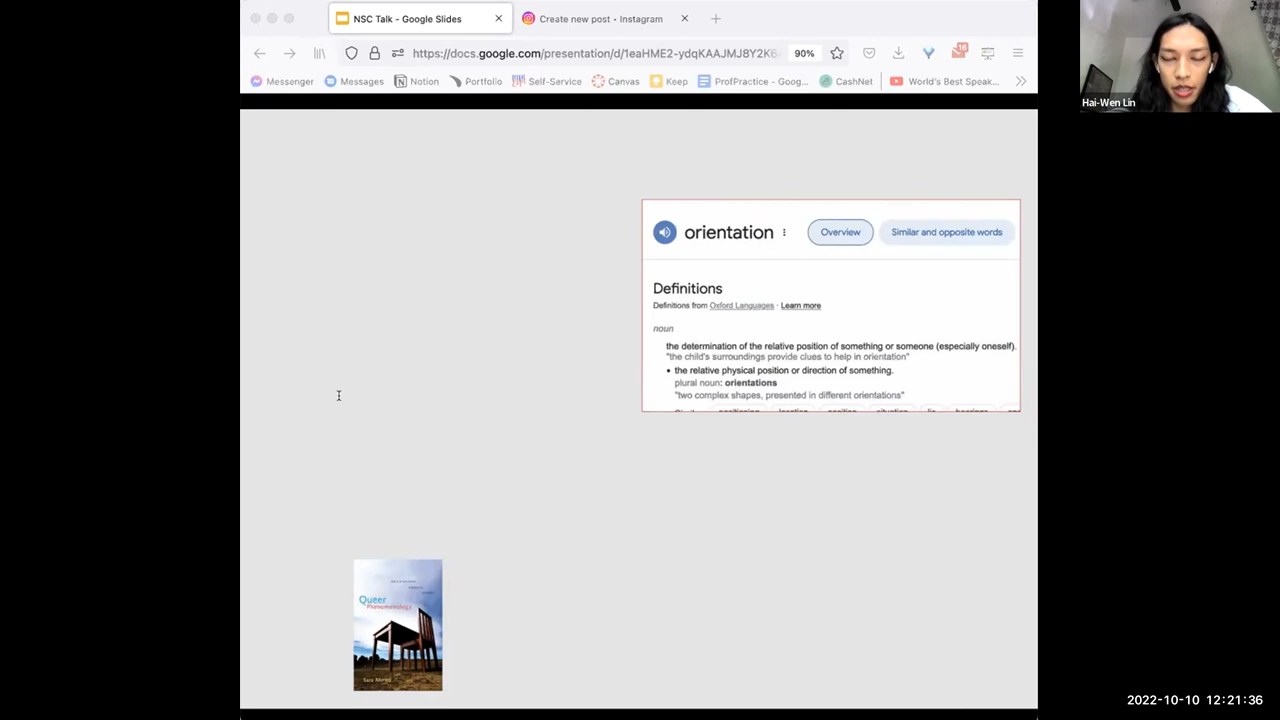 NSC Talk - Google Slides
Create new post • Instagram
https://docs.google.com/presentation/d/1eaHME2-ydqKAAJMJ8Y2K6
90%
16
Messenger
Messages
Notion
Portfolio
Self-Service
Canvas
Keep
ProfPractice - Goog...
CashNet
World's Best Speak...
Hai-Wen Lin
orientation
Overview
Similar and opposite words
Definitions
Definitions from Oxford Languages · Learn more
noun
the determination of the relative position of something or someone (especially oneself).
"the child's surroundings provide clues to help in orientation"
• the relative physical position or direction of something.
plural noun: orientations
"two complex shapes, presented in different orientations"
Queer
Phenomenology
Sara Ahmed
2022-10-10 12:21:36